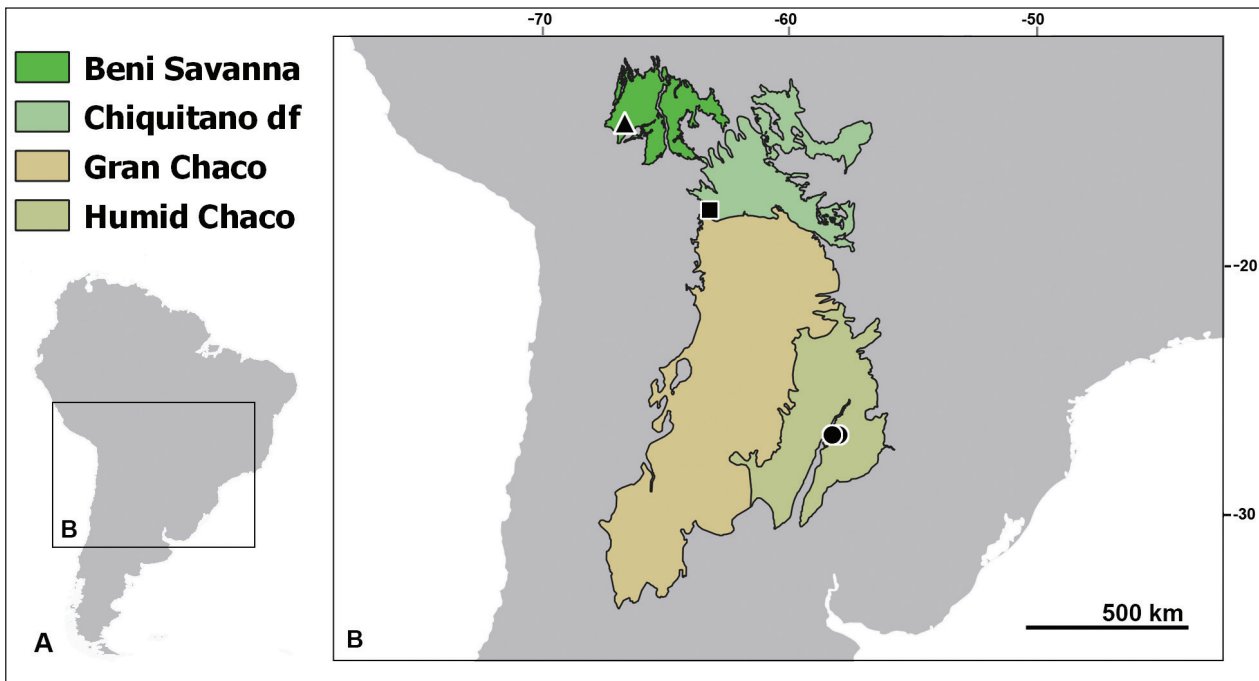 -70 -60 -50
Beni Savanna
Chiquitano df
Gran Chaco
Humid Chaco
-20
-30
B
A
B
500 km